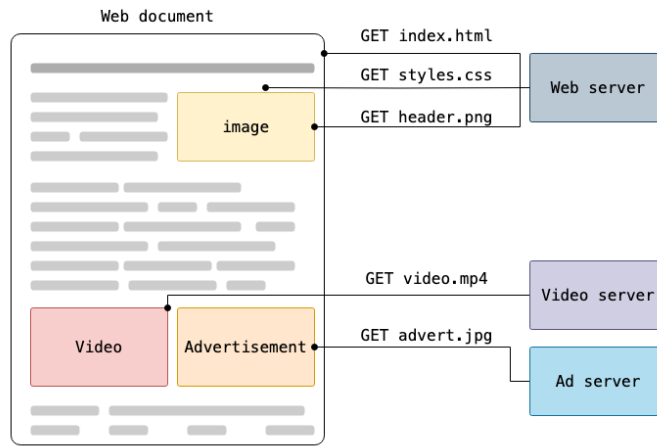 Web document
GET index.html
GET styles.css
Web server
GET header.png
image
GET video.mp4
Video server
Video
Advertisement
GET advert.jpg
Ad server